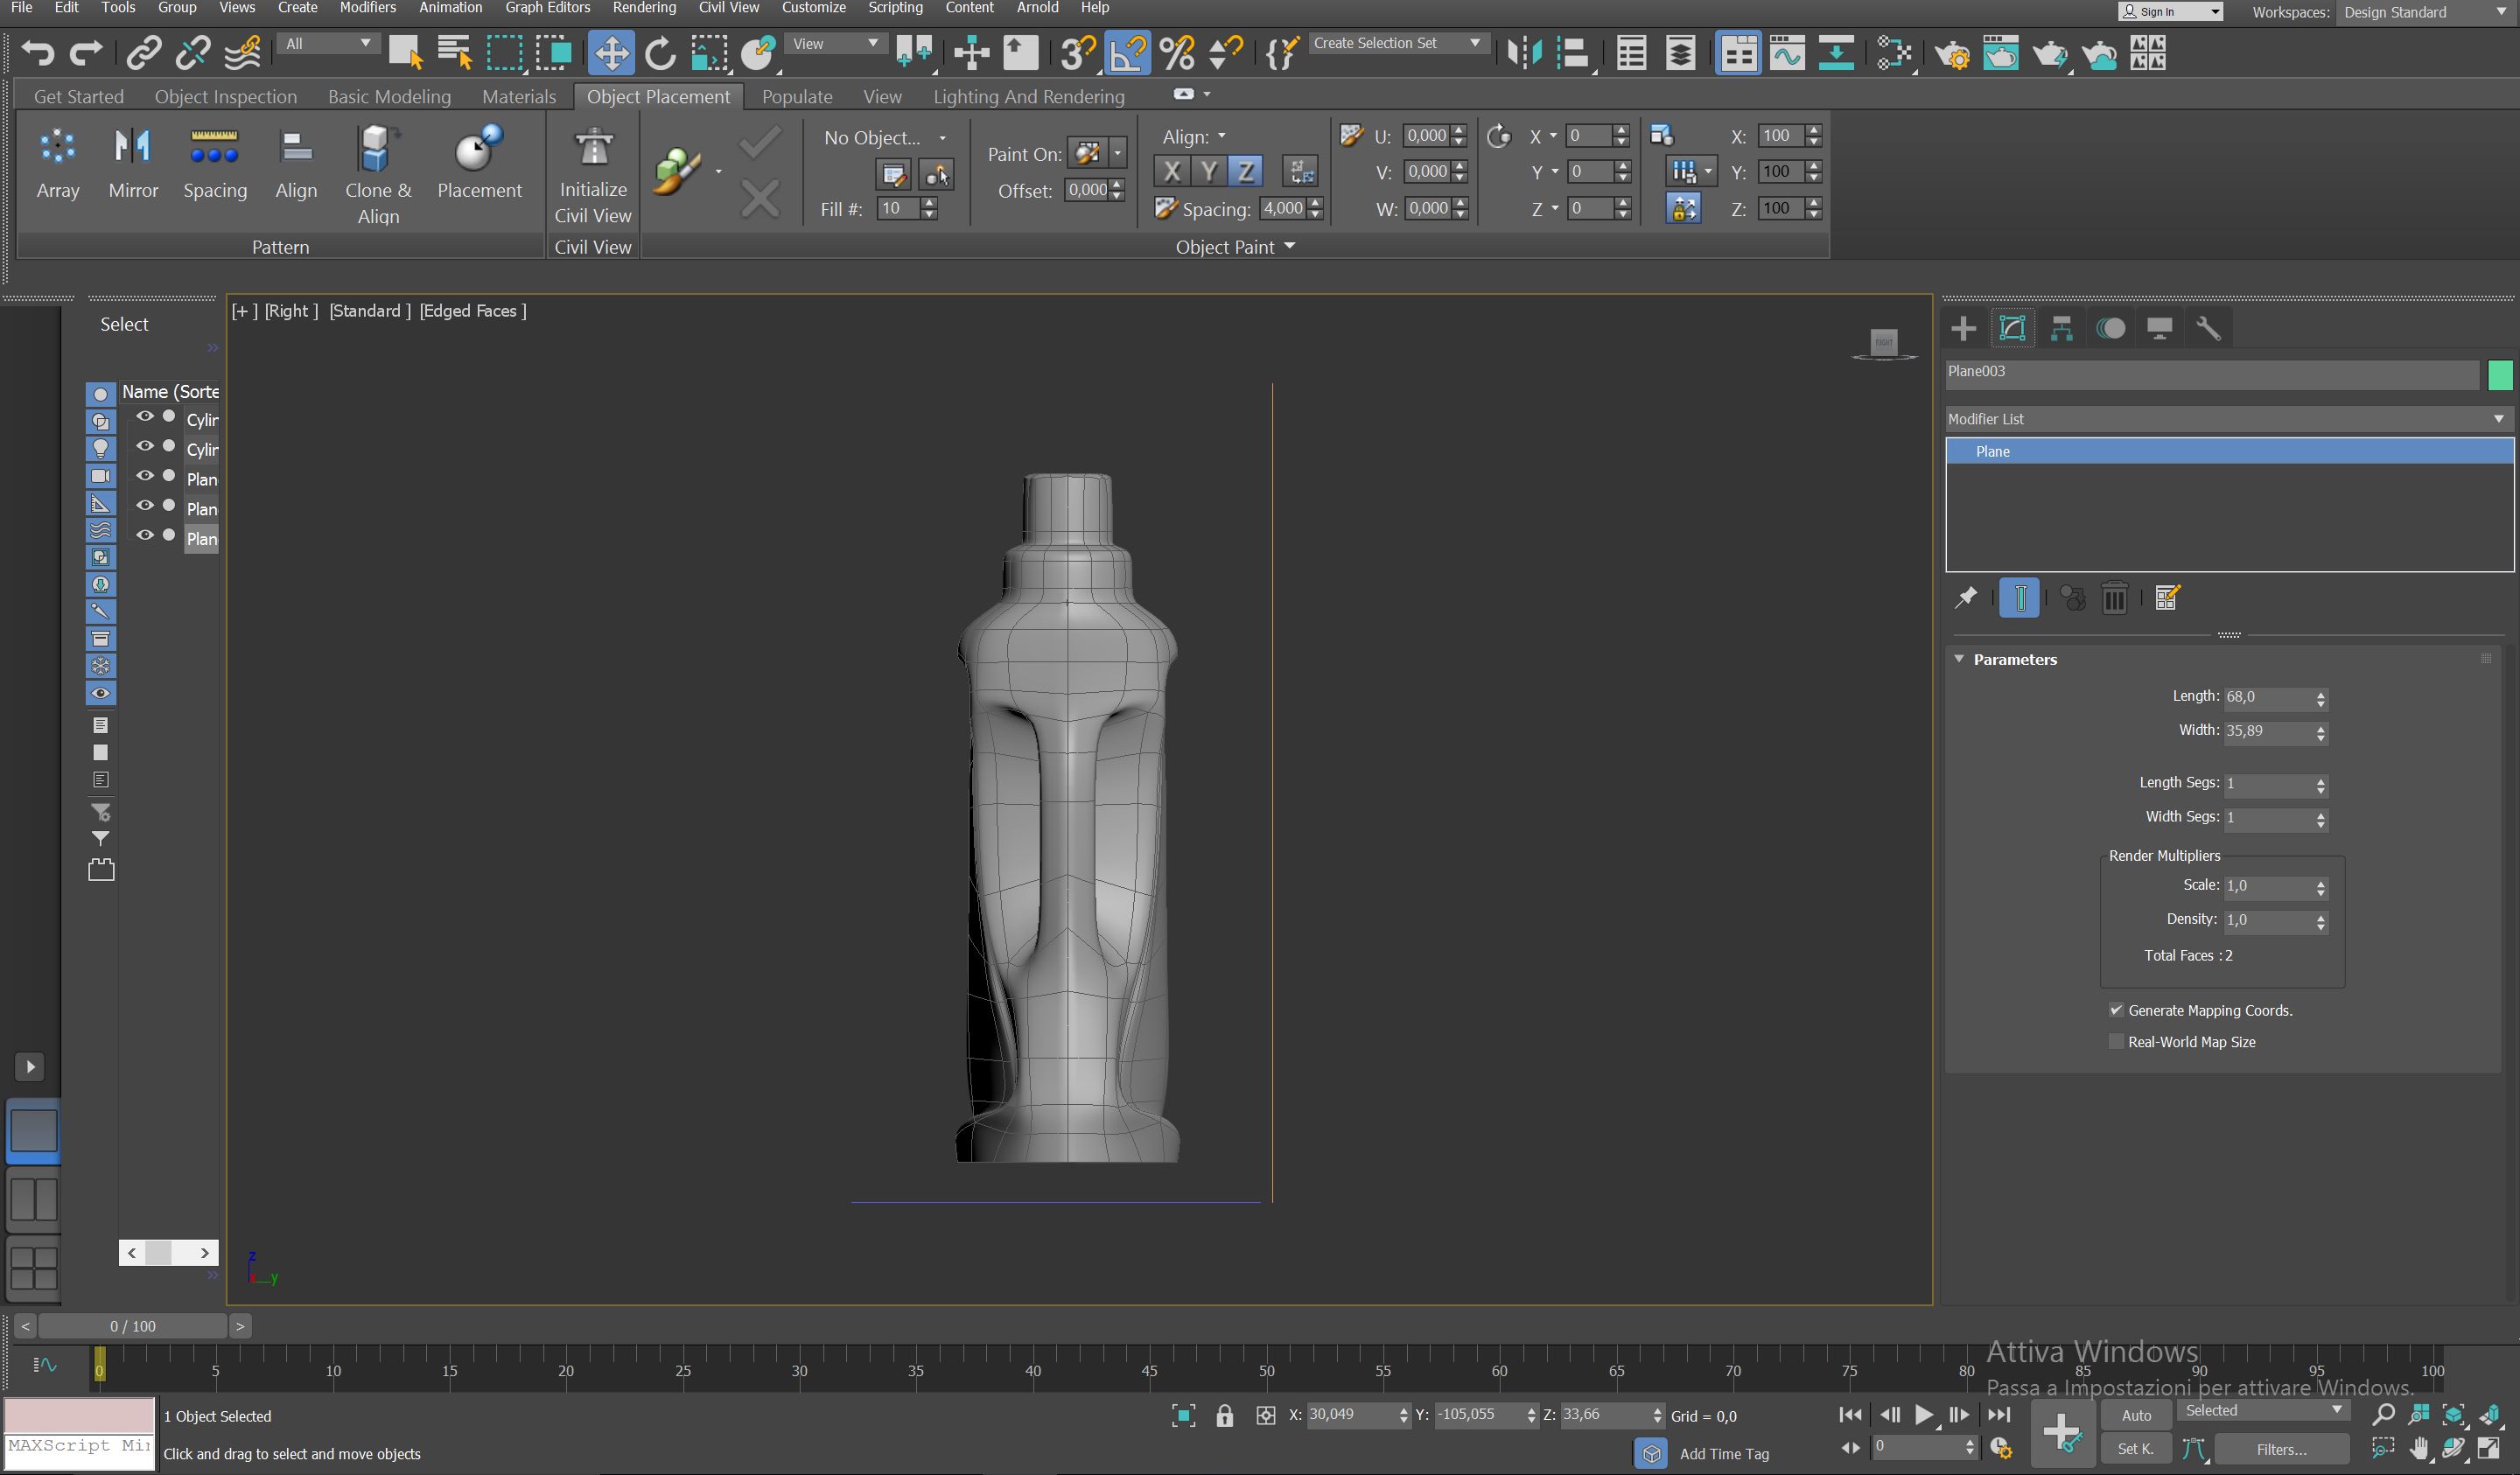 File Edit Tools Group Views Create Modifiers Animation Graph Editors Rendering Civil View Customize Scripting Content Arnold Help
Sign In Workspaces: Design Standard
All View Create Selection Set
Get Started Object Inspection Basic Modeling Materials Object Placement Populate View Lighting And Rendering
No Object... Align: U: 0,000 X 0 X: 100
Paint On: X Y Z V: 0,000 Y 0 Y: 100
Array Mirror Spacing Align Clone & Align Placement Initialize Civil View
Offset: 0,000
Fill #: 10 Spacing: 4,000 W: 0,000 Z 0 Z: 100
Pattern Civil View Object Paint
Select
[+ ] [Right ] [Standard ] [Edged Faces ]
RIGHT
Name (Sorte
Cylin
Cylin
Plan
Plan
Plan
Plane003
Modifier List
Plane
Parameters
Length: 68,0
Width: 35,89
Length Segs: 1
Width Segs: 1
Render Multipliers
Scale: 1,0
Density: 1,0
Total Faces : 2
Generate Mapping Coords.
Real-World Map Size
z
y
< 0 / 100 >
0 5 10 15 20 25 30 35 40 45 50 55 60 65 70 75 80 85 90 95 100
Attiva Windows
Passa a Impostazioni per attivare Windows.
1 Object Selected X: 30,049 Y: -105,055 Z: 33,66 Grid = 0,0 Auto Selected
MAXScript Mi
Click and drag to select and move objects Add Time Tag 0 Set K. Filters...